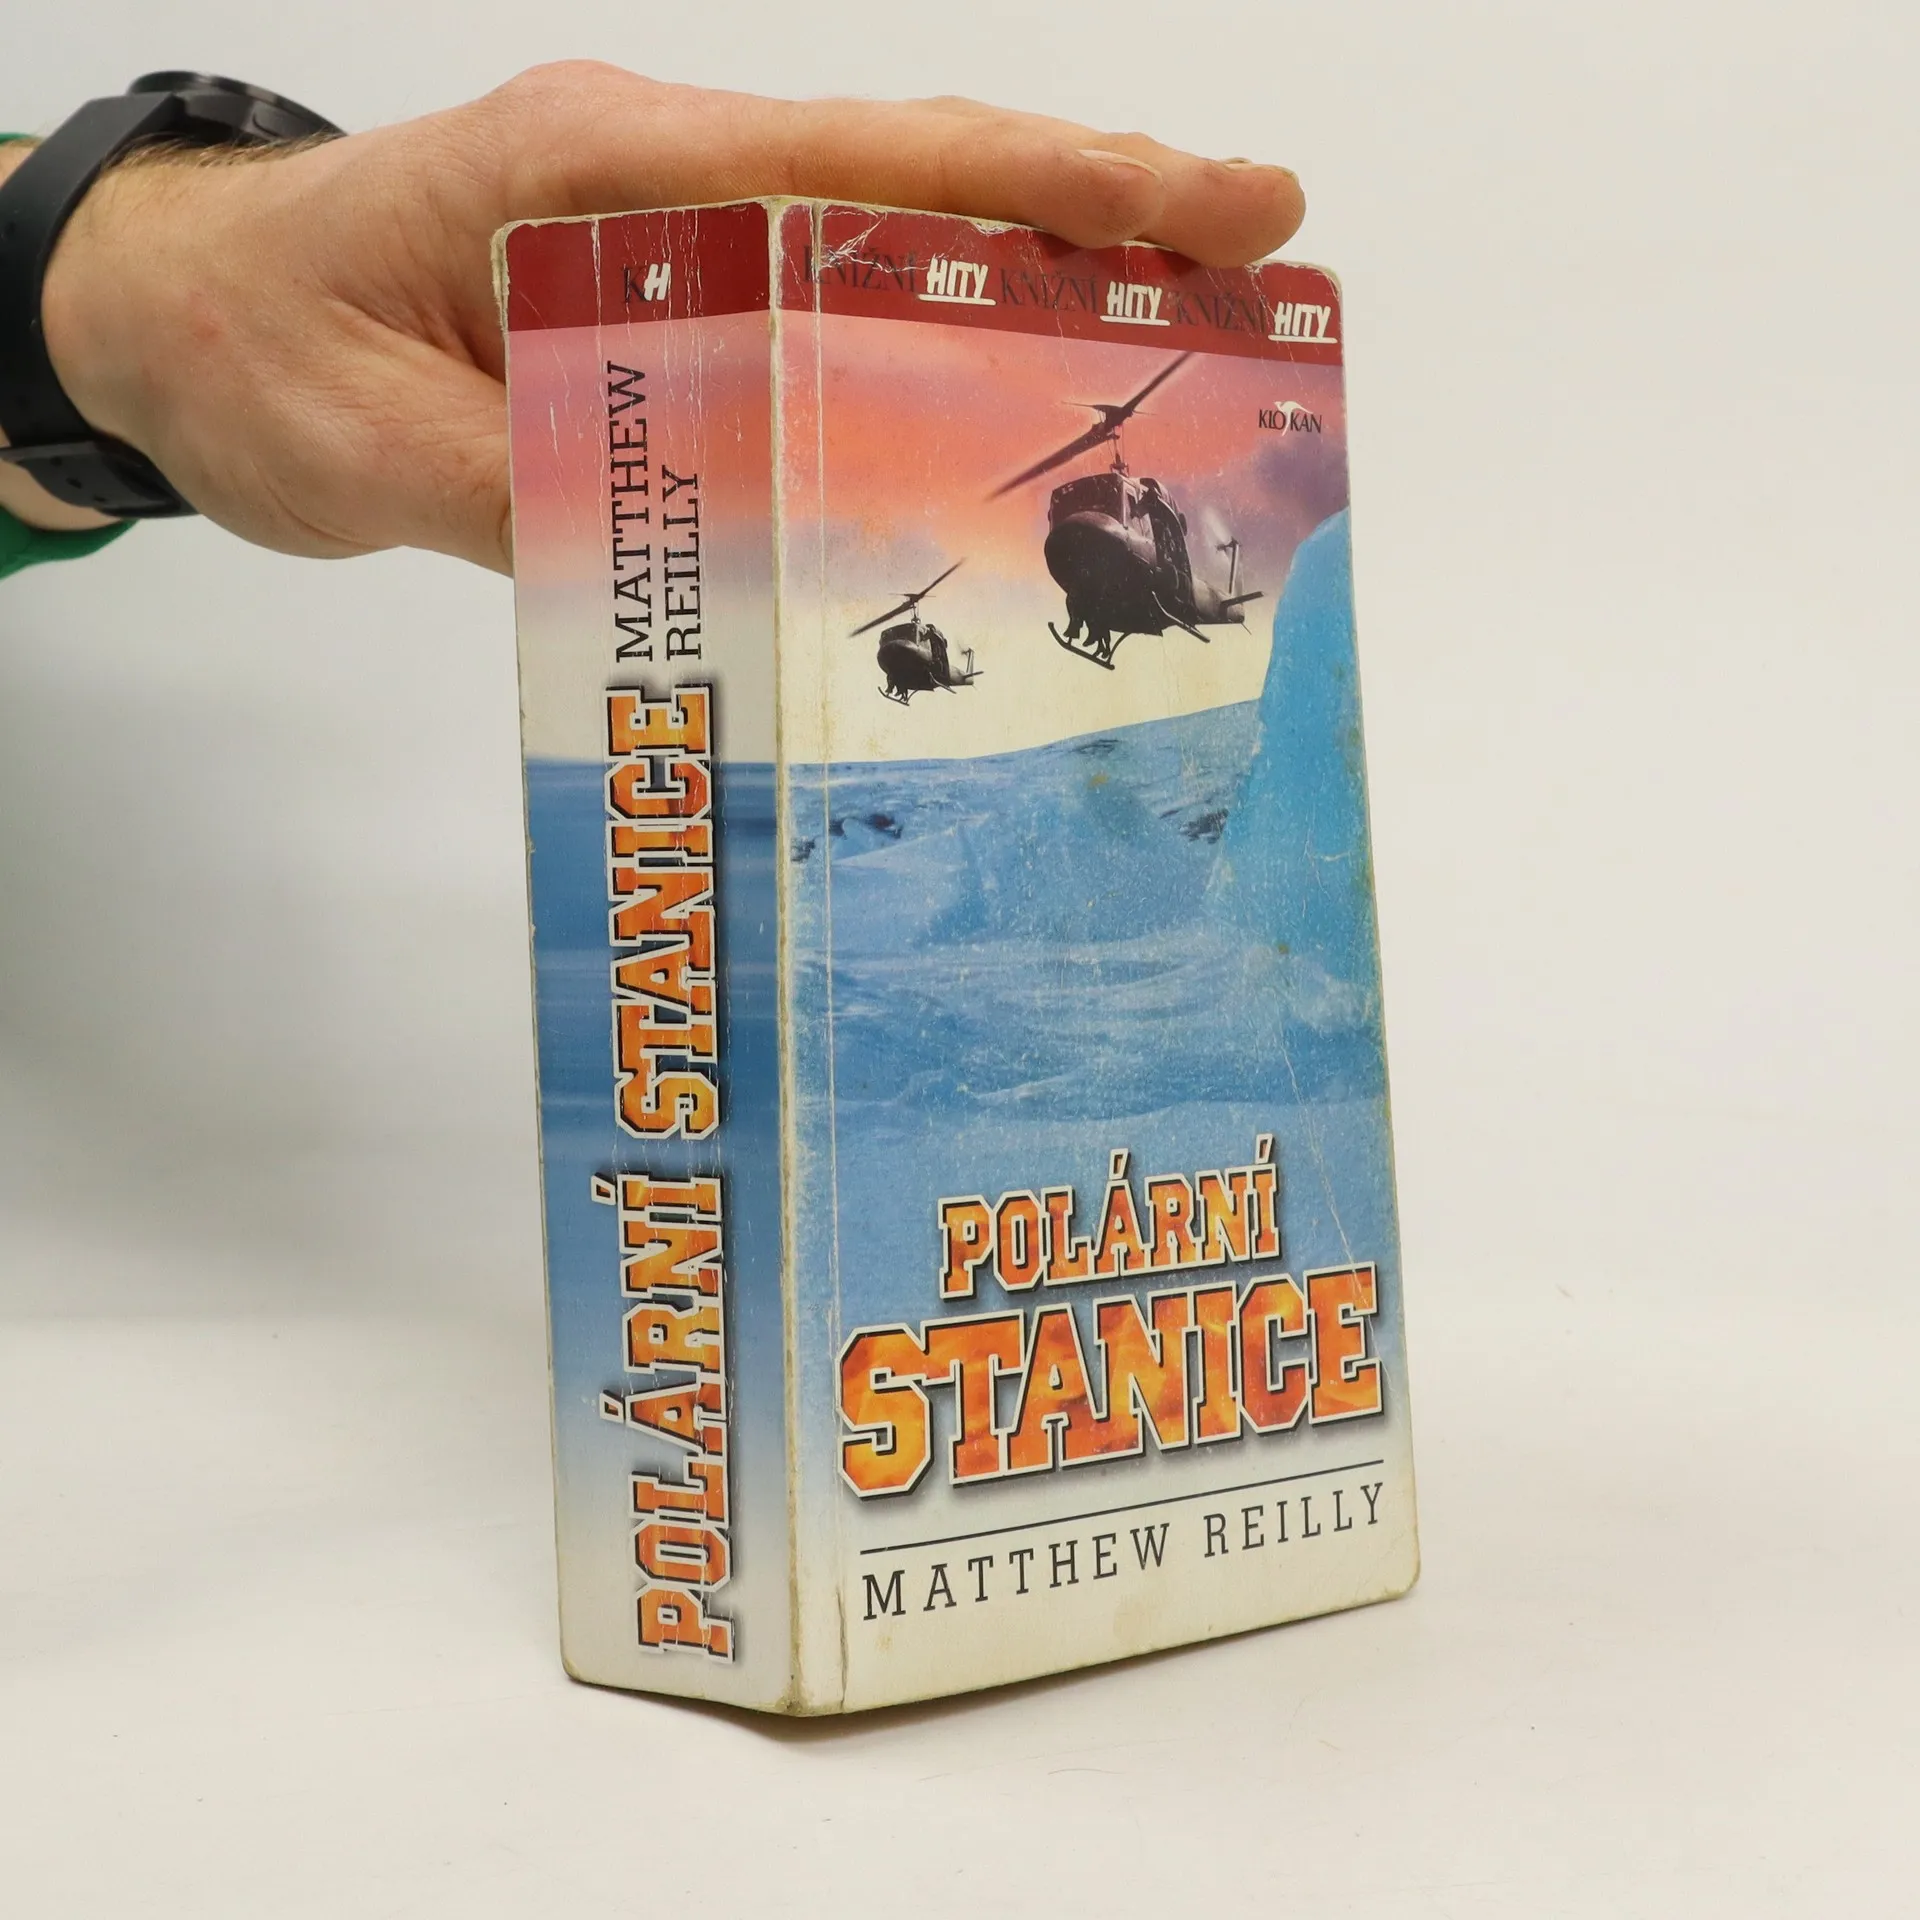 KH
MATTHEW
REILLY
POLÁRNÍ STANICE
KNIŽNÍ HITY KNIŽNÍ HITY KNIŽNÍ HITY
KLOKAN
POLÁRNÍ
STANICE
MATTHEW REILLY